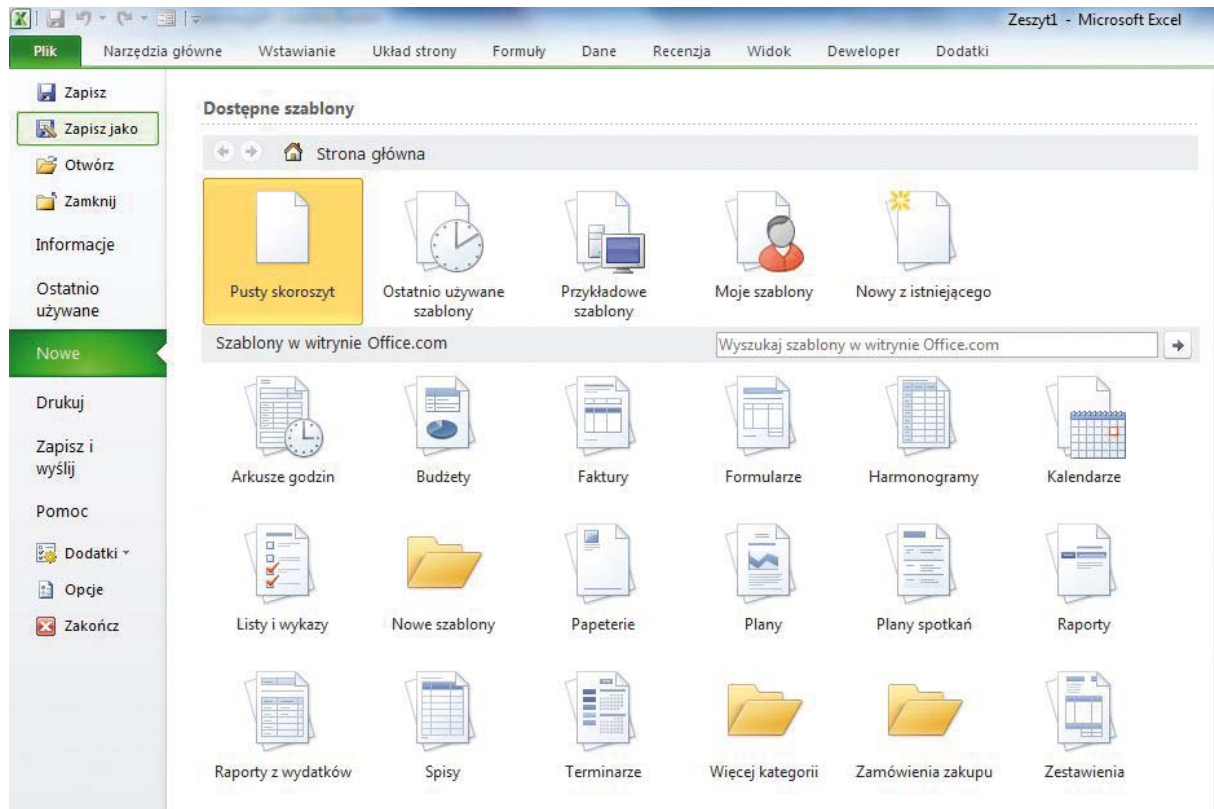 Zeszyt1 - Microsoft Excel
Plik Narzędzia główne Wstawianie Układ strony Formuły Dane Recenzja Widok Deweloper Dodatki
Zapisz
Zapisz jako
Otwórz
Zamknij
Informacje
Ostatnio
używane
Nowe
Drukuj
Zapisz i
wyślij
Pomoc
Dodatki
Opcje
Zakończ
Dostępne szablony
Strona główna
Pusty skoroszyt
Ostatnio używane
szablony
Przykładowe
szablony
Moje szablony
Nowy z istniejącego
Szablony w witrynie Office.com
Wyszukaj szablony w witrynie Office.com
Arkusze godzin
Budżety
Faktury
Formularze
Harmonogramy
Kalendarze
Listy i wykazy
Nowe szablony
Papeterie
Plany
Plany spotkań
Raporty
Raporty z wydatków
Spisy
Terminarze
Więcej kategorii
Zamówienia zakupu
Zestawienia